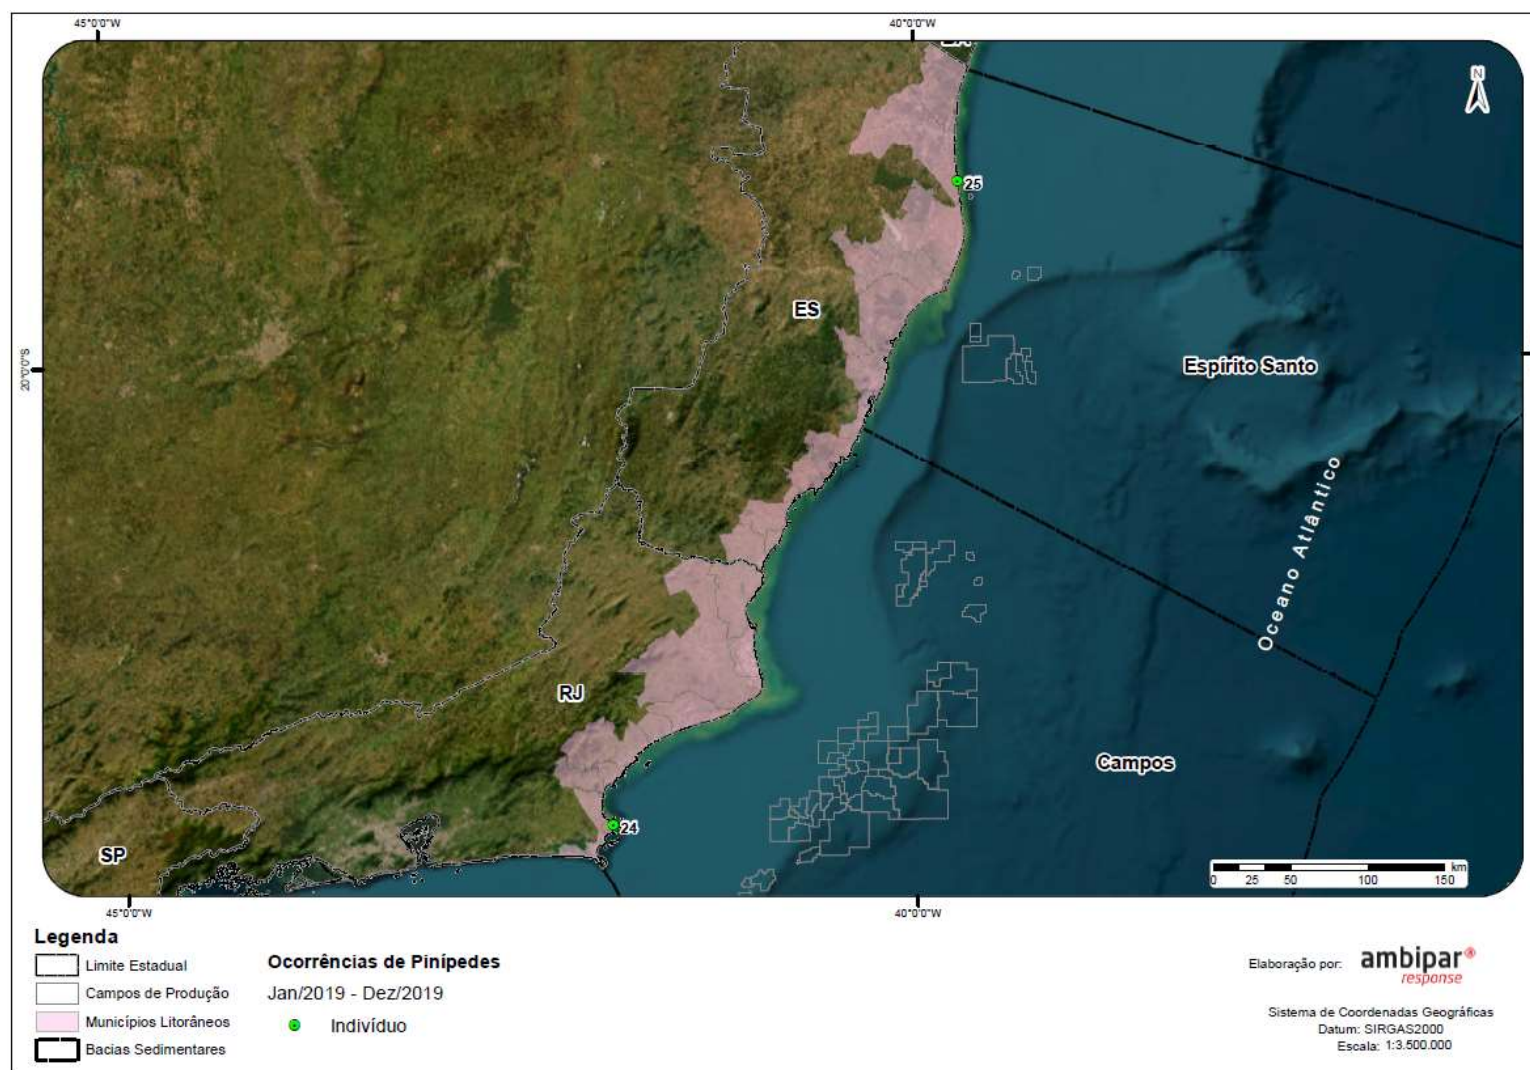 45°0'0"W 40°0'0"W
BA
N
25
ES
20°0'0"S
Espírito Santo
Oceano Atlântico
RJ
Campos
24
SP
km
0 25 50 100 150
45°0'0"W 40°0'0"W
Legenda
Limite Estadual
Campos de Produção
Municípios Litorâneos
Bacias Sedimentares
Ocorrências de Pinípedes
Jan/2019 - Dez/2019
Indivíduo
Elaboração por: ambipar
response
Sistema de Coordenadas Geográficas
Datum: SIRGAS2000
Escala: 1:3.500.000